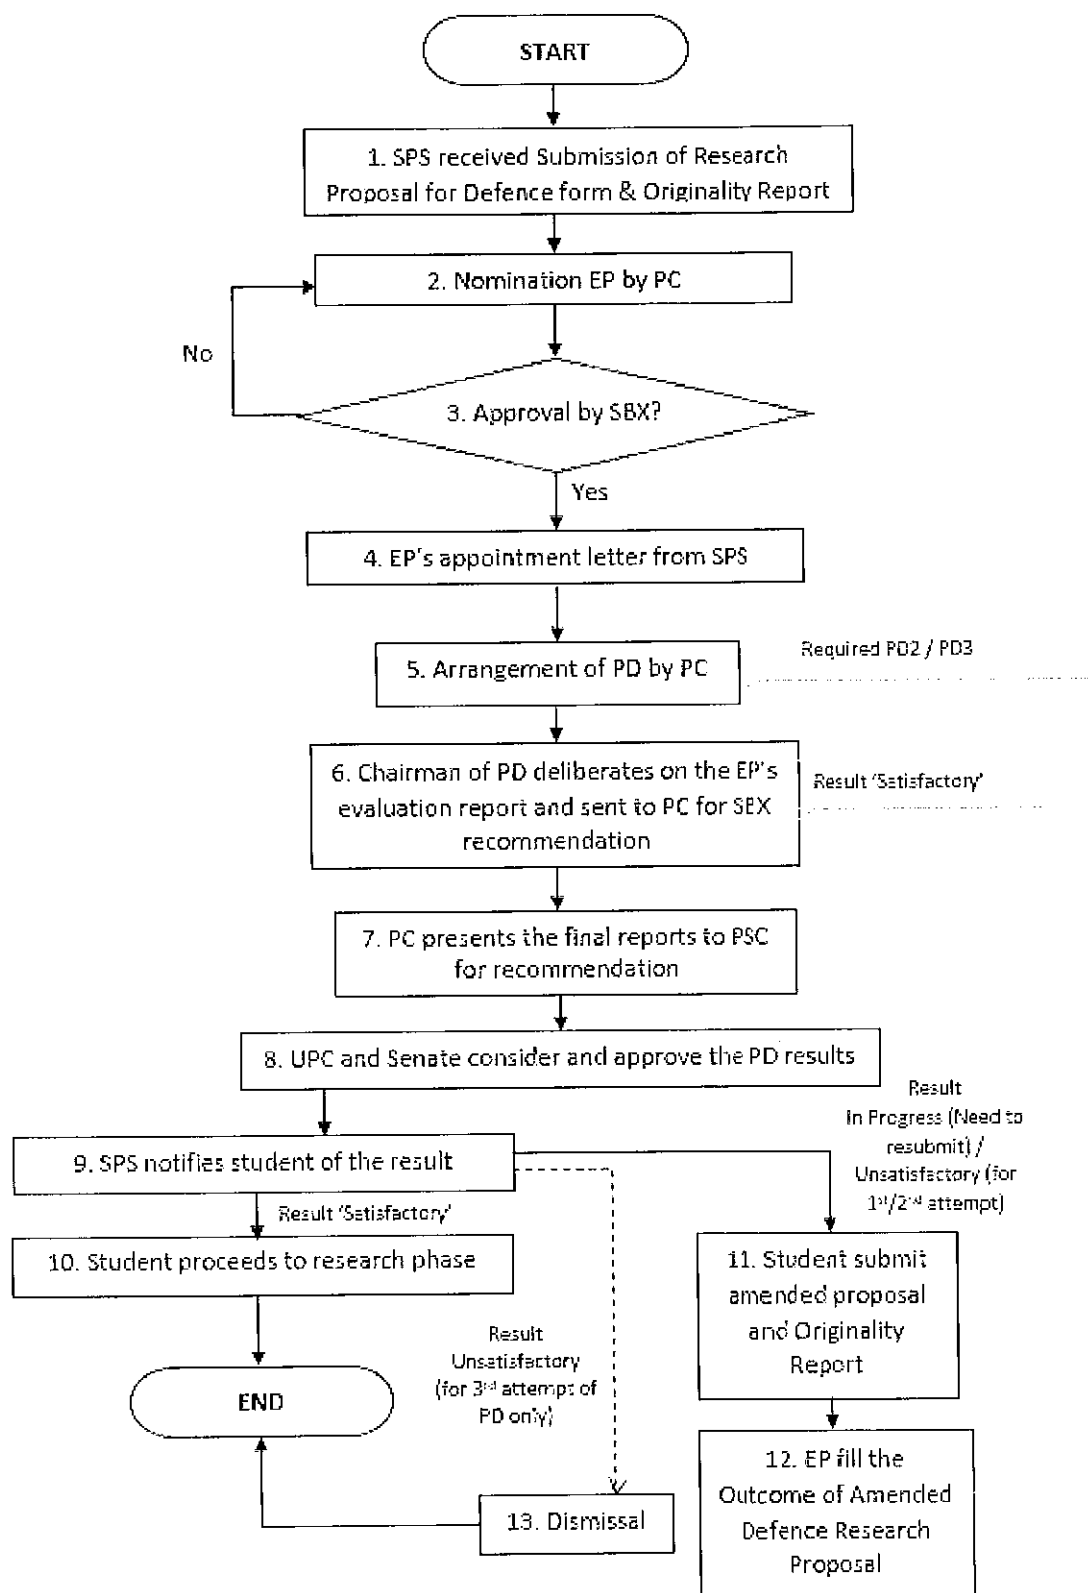 START
1. SPS received Submission of Research
Proposal for Defence form & Originality Report
2. Nomination EP by PC
No
3. Approval by SBX?
Yes
4. EP's appointment letter from SPS
Required PD2 / PD3
5. Arrangement of PD by PC
6. Chairman of PD deliberates on the EP's
evaluation report and sent to PC for SBX
recommendation
Result 'Satisfactory'
7. PC presents the final reports to PSC
for recommendation
8. UPC and Senate consider and approve the PD results
Result
In Progress (Need to
resubmit) /
Unsatisfactory (for
1st/2nd attempt)
9. SPS notifies student of the result
Result 'Satisfactory'
10. Student proceeds to research phase
11. Student submit
amended proposal
and Originality
Report
Result
Unsatisfactory
(for 3rd attempt of
PD only)
END
12. EP fill the
Outcome of Amended
Defence Research
Proposal
13. Dismissal